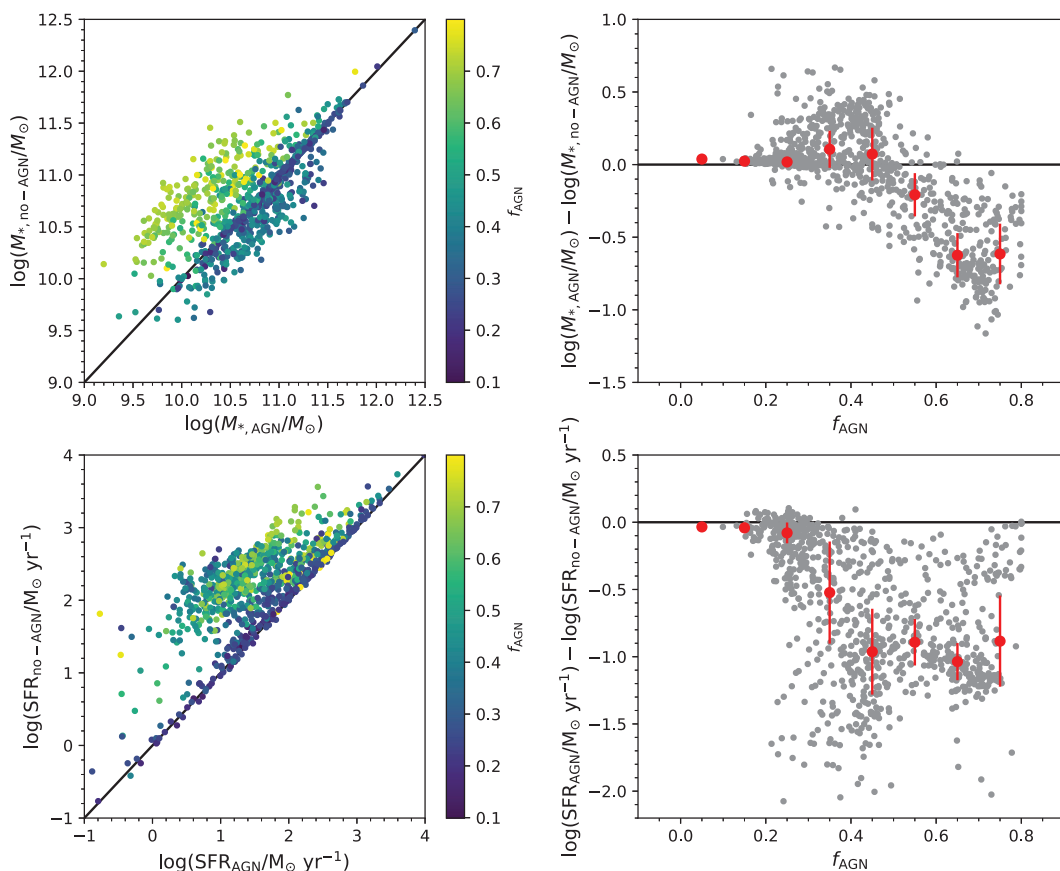 12.5
12.0
11.5
11.0
10.5
10.0
9.5
9.0
9.0 9.5 10.0 10.5 11.0 11.5 12.0 12.5
log(M*,AGN/M⊙)
log(M*,no−AGN/M⊙)
0.7
0.6
0.5
0.4
0.3
0.2
0.1
fAGN
1.0
0.5
0.0
−0.5
−1.0
−1.5
0.0 0.2 0.4 0.6 0.8
fAGN
log(M*,AGN/M⊙) − log(M*,no−AGN/M⊙)
4
3
2
1
0
−1
−1 0 1 2 3 4
log(SFRAGN/M⊙ yr−1)
log(SFRno−AGN/M⊙ yr−1)
0.7
0.6
0.5
0.4
0.3
0.2
0.1
fAGN
0.5
0.0
−0.5
−1.0
−1.5
−2.0
0.0 0.2 0.4 0.6 0.8
fAGN
log(SFRAGN/M⊙ yr−1) − log(SFRno−AGN/M⊙ yr−1)